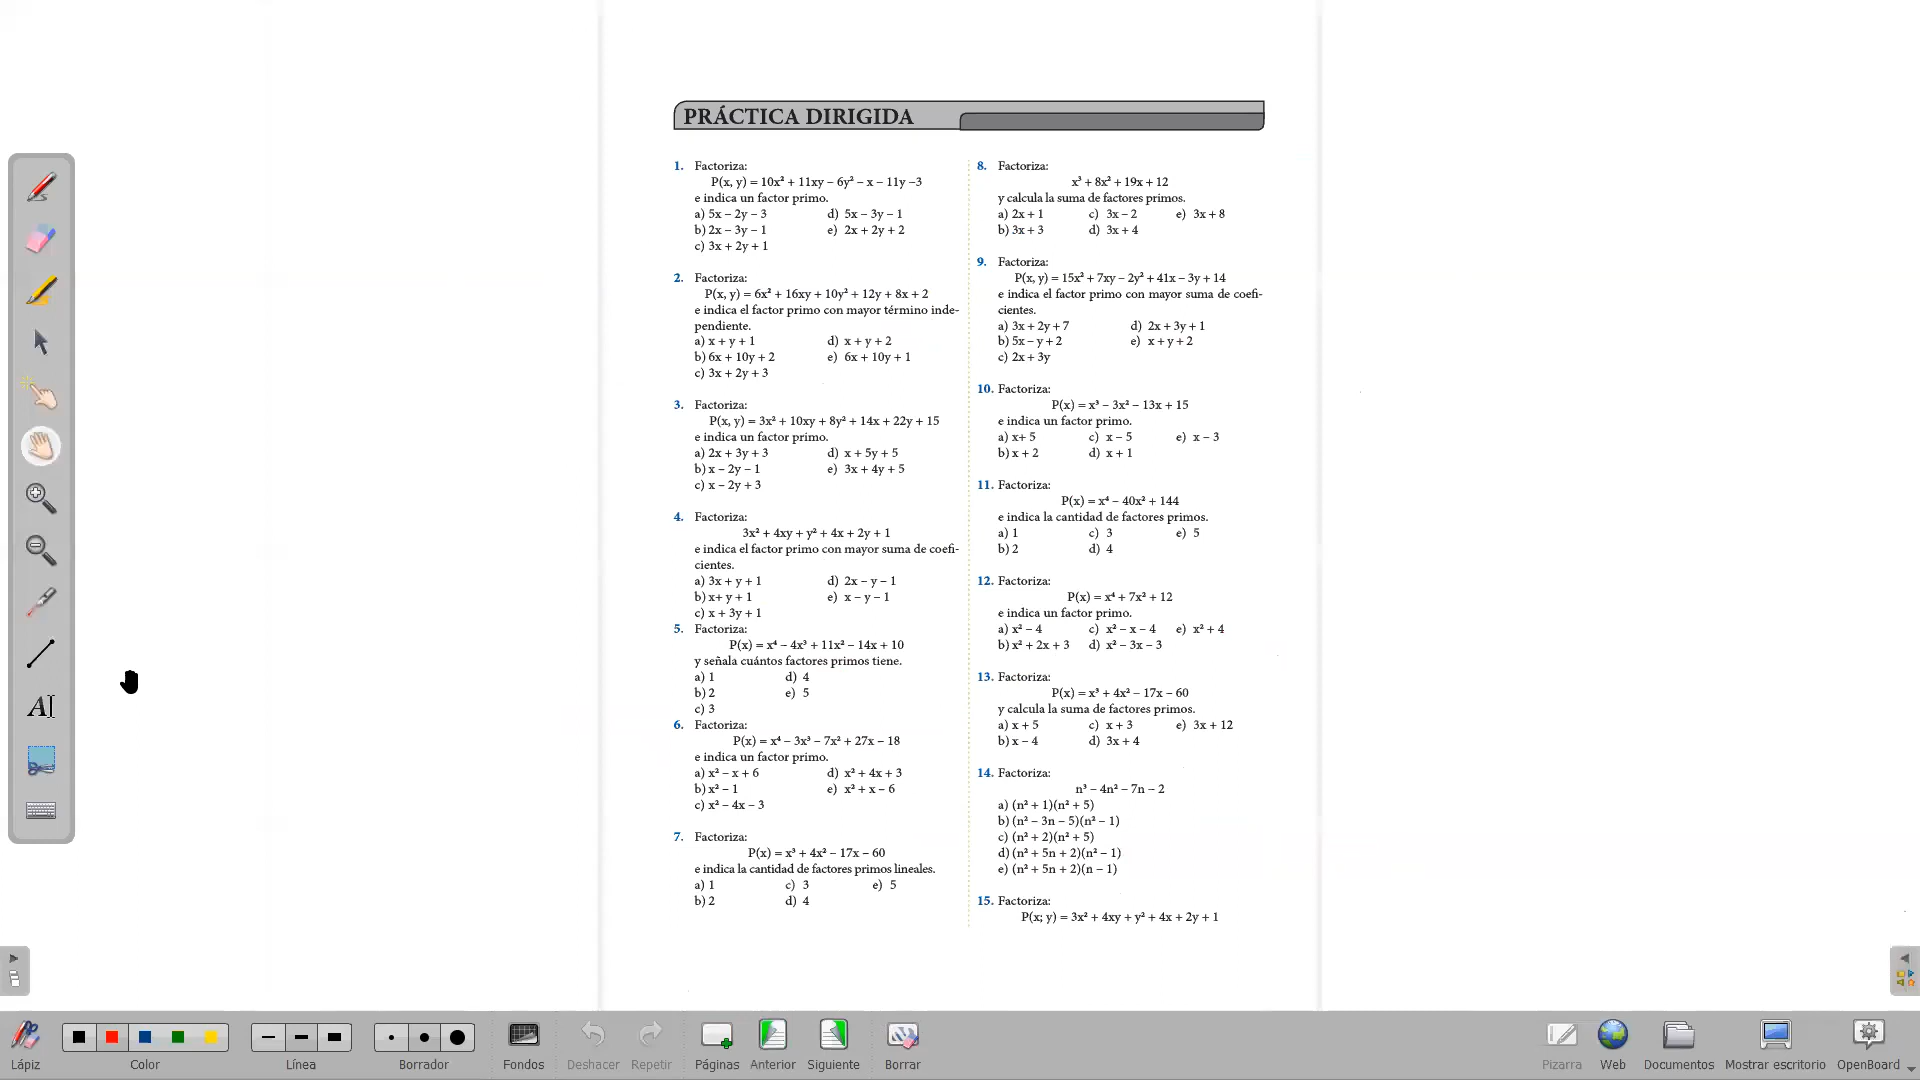 PRÁCTICA DIRIGIDA
1. Factoriza:
P(x, y) = 10x² + 11xy – 6y² – x – 11y –3
e indica un factor primo.
a) 5x – 2y – 3 d) 5x – 3y – 1
b) 2x – 3y – 1 e) 2x + 2y + 2
c) 3x + 2y + 1
2. Factoriza:
P(x, y) = 6x² + 16xy + 10y² + 12y + 8x + 2
e indica el factor primo con mayor término inde-
pendiente.
a) x + y + 1 d) x + y + 2
b) 6x + 10y + 2 e) 6x + 10y + 1
c) 3x + 2y + 3
3. Factoriza:
P(x, y) = 3x² + 10xy + 8y² + 14x + 22y + 15
e indica un factor primo.
a) 2x + 3y + 3 d) x + 5y + 5
b) x – 2y – 1 e) 3x + 4y + 5
c) x – 2y + 3
4. Factoriza:
3x² + 4xy + y² + 4x + 2y + 1
e indica el factor primo con mayor suma de coefi-
cientes.
a) 3x + y + 1 d) 2x – y – 1
b) x+ y + 1 e) x – y – 1
c) x + 3y + 1
5. Factoriza:
P(x) = x⁴ – 4x³ + 11x² – 14x + 10
y señala cuántos factores primos tiene.
a) 1 d) 4
b) 2 e) 5
c) 3
6. Factoriza:
P(x) = x⁴ – 3x³ – 7x² + 27x – 18
e indica un factor primo.
a) x² – x + 6 d) x² + 4x + 3
b) x² – 1 e) x² + x – 6
c) x² – 4x – 3
7. Factoriza:
P(x) = x³ + 4x² – 17x – 60
e indica la cantidad de factores primos lineales.
a) 1 c) 3 e) 5
b) 2 d) 4
8. Factoriza:
x³ + 8x² + 19x + 12
y calcula la suma de factores primos.
a) 2x + 1 c) 3x – 2 e) 3x + 8
b) 3x + 3 d) 3x + 4
9. Factoriza:
P(x, y) = 15x² + 7xy – 2y² + 41x – 3y + 14
e indica el factor primo con mayor suma de coefi-
cientes.
a) 3x + 2y + 7 d) 2x + 3y + 1
b) 5x – y + 2 e) x + y + 2
c) 2x + 3y
10. Factoriza:
P(x) = x³ – 3x² – 13x + 15
e indica un factor primo.
a) x+ 5 c) x – 5 e) x – 3
b) x + 2 d) x + 1
11. Factoriza:
P(x) = x⁴ – 40x² + 144
e indica la cantidad de factores primos.
a) 1 c) 3 e) 5
b) 2 d) 4
12. Factoriza:
P(x) = x⁴ + 7x² + 12
e indica un factor primo.
a) x² – 4 c) x² – x – 4 e) x² + 4
b) x² + 2x + 3 d) x² – 3x – 3
13. Factoriza:
P(x) = x³ + 4x² – 17x – 60
y calcula la suma de factores primos.
a) x + 5 c) x + 3 e) 3x + 12
b) x – 4 d) 3x + 4
14. Factoriza:
n³ – 4n² – 7n – 2
a) (n² + 1)(n² + 5)
b) (n² – 3n – 5)(n² – 1)
c) (n² + 2)(n² + 5)
d) (n² + 5n + 2)(n² – 1)
e) (n² + 5n + 2)(n – 1)
15. Factoriza:
P(x; y) = 3x² + 4xy + y² + 4x + 2y + 1
Lápiz Color Línea Borrador Fondos Deshacer Repetir Páginas Anterior Siguiente Borrar Pizarra Web Documentos Mostrar escritorio OpenBoard